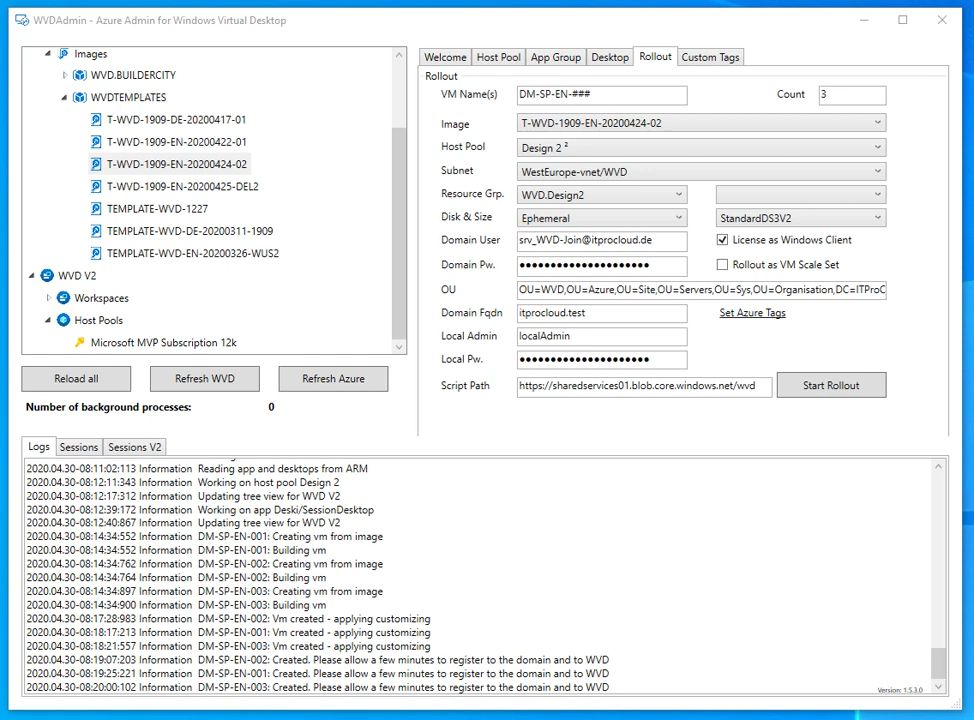 WVDAdmin - Azure Admin for Windows Virtual Desktop
Images
WVD.BUILDERCITY
WVDTEMPLATES
T-WVD-1909-DE-20200417-01
T-WVD-1909-EN-20200422-01
T-WVD-1909-EN-20200424-02
T-WVD-1909-EN-20200425-DEL2
TEMPLATE-WVD-1227
TEMPLATE-WVD-DE-20200311-1909
TEMPLATE-WVD-EN-20200326-WUS2
WVD V2
Workspaces
Host Pools
Microsoft MVP Subscription 12k
Reload all
Refresh WVD
Refresh Azure
Number of background processes: 0
Welcome
Host Pool
App Group
Desktop
Rollout
Custom Tags
Rollout
VM Name(s) DM-SP-EN-### Count 3
Image T-WVD-1909-EN-20200424-02
Host Pool Design 2 ²
Subnet WestEurope-vnet/WVD
Resource Grp. WVD.Design2
Disk & Size Ephemeral StandardDS3V2
Domain User srv_WVD-Join@itprocloud.de License as Windows Client
Domain Pw. ●●●●●●●●●●●●●●●●●●●● Rollout as VM Scale Set
OU OU=WVD,OU=Azure,OU=Site,OU=Servers,OU=Sys,OU=Organisation,DC=ITProC
Domain Fqdn itprocloud.test Set Azure Tags
Local Admin localAdmin
Local Pw. ●●●●●●●●●●●●●●●●●●●●
Script Path https://sharedservices01.blob.core.windows.net/wvd Start Rollout
Logs
Sessions
Sessions V2
2020.04.30-08:11:02:113 Information Reading app and desktops from ARM
2020.04.30-08:12:11:343 Information Working on host pool Design 2
2020.04.30-08:12:17:312 Information Updating tree view for WVD V2
2020.04.30-08:12:39:172 Information Working on app Deski/SessionDesktop
2020.04.30-08:12:40:867 Information Updating tree view for WVD V2
2020.04.30-08:14:34:552 Information DM-SP-EN-001: Creating vm from image
2020.04.30-08:14:34:552 Information DM-SP-EN-001: Building vm
2020.04.30-08:14:34:762 Information DM-SP-EN-002: Creating vm from image
2020.04.30-08:14:34:764 Information DM-SP-EN-002: Building vm
2020.04.30-08:14:34:897 Information DM-SP-EN-003: Creating vm from image
2020.04.30-08:14:34:900 Information DM-SP-EN-003: Building vm
2020.04.30-08:17:28:983 Information DM-SP-EN-002: Vm created - applying customizing
2020.04.30-08:18:17:213 Information DM-SP-EN-001: Vm created - applying customizing
2020.04.30-08:18:21:557 Information DM-SP-EN-003: Vm created - applying customizing
2020.04.30-08:19:07:203 Information DM-SP-EN-002: Created. Please allow a few minutes to register to the domain and to WVD
2020.04.30-08:19:25:221 Information DM-SP-EN-001: Created. Please allow a few minutes to register to the domain and to WVD
2020.04.30-08:20:00:102 Information DM-SP-EN-003: Created. Please allow a few minutes to register to the domain and to WVD
Version: 1.5.3.0